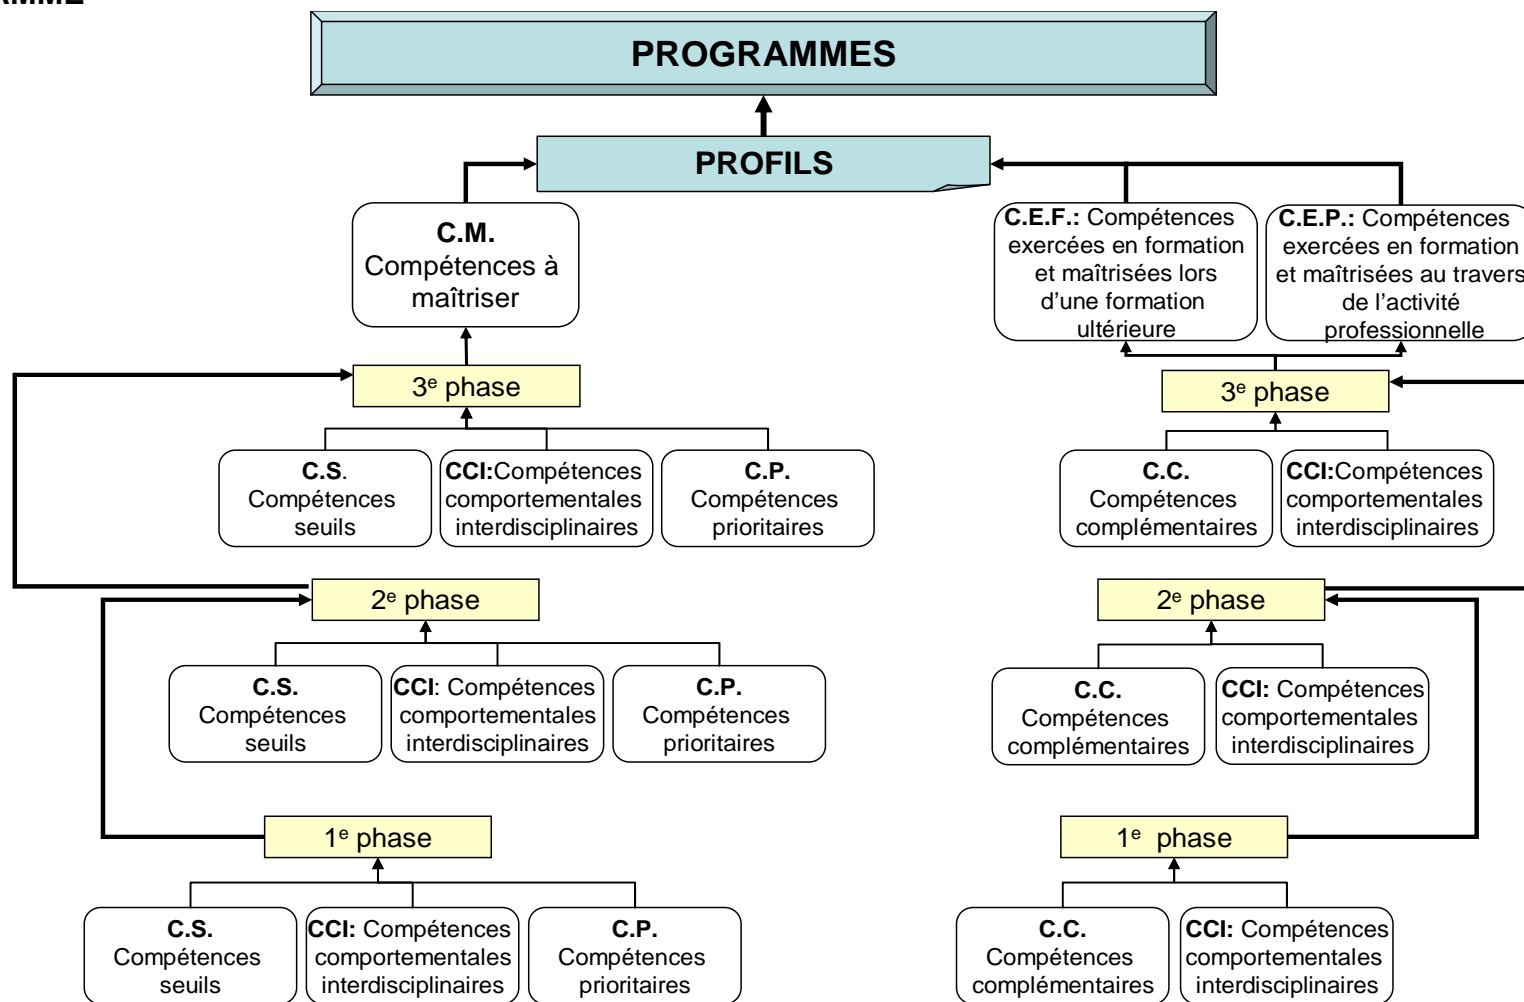 PROGRAMMES
PROFILS
C.M.
Compétences à
maîtriser
C.E.F.: Compétences
exercées en formation
et maîtrisées lors
d’une formation
ultérieure
C.E.P.: Compétences
exercées en formation
et maîtrisées au travers
de l’activité
professionnelle
3e phase
3e phase
C.S.
Compétences
seuils
CCI:Compétences
comportementales
interdisciplinaires
C.P.
Compétences
prioritaires
C.C.
Compétences
complémentaires
CCI:Compétences
comportementales
interdisciplinaires
2e phase
2e phase
C.S.
Compétences
seuils
CCI: Compétences
comportementales
interdisciplinaires
C.P.
Compétences
prioritaires
C.C.
Compétences
complémentaires
CCI: Compétences
comportementales
interdisciplinaires
1e phase
1e phase
C.S.
Compétences
seuils
CCI: Compétences
comportementales
interdisciplinaires
C.P.
Compétences
prioritaires
C.C.
Compétences
complémentaires
CCI: Compétences
comportementales
interdisciplinaires